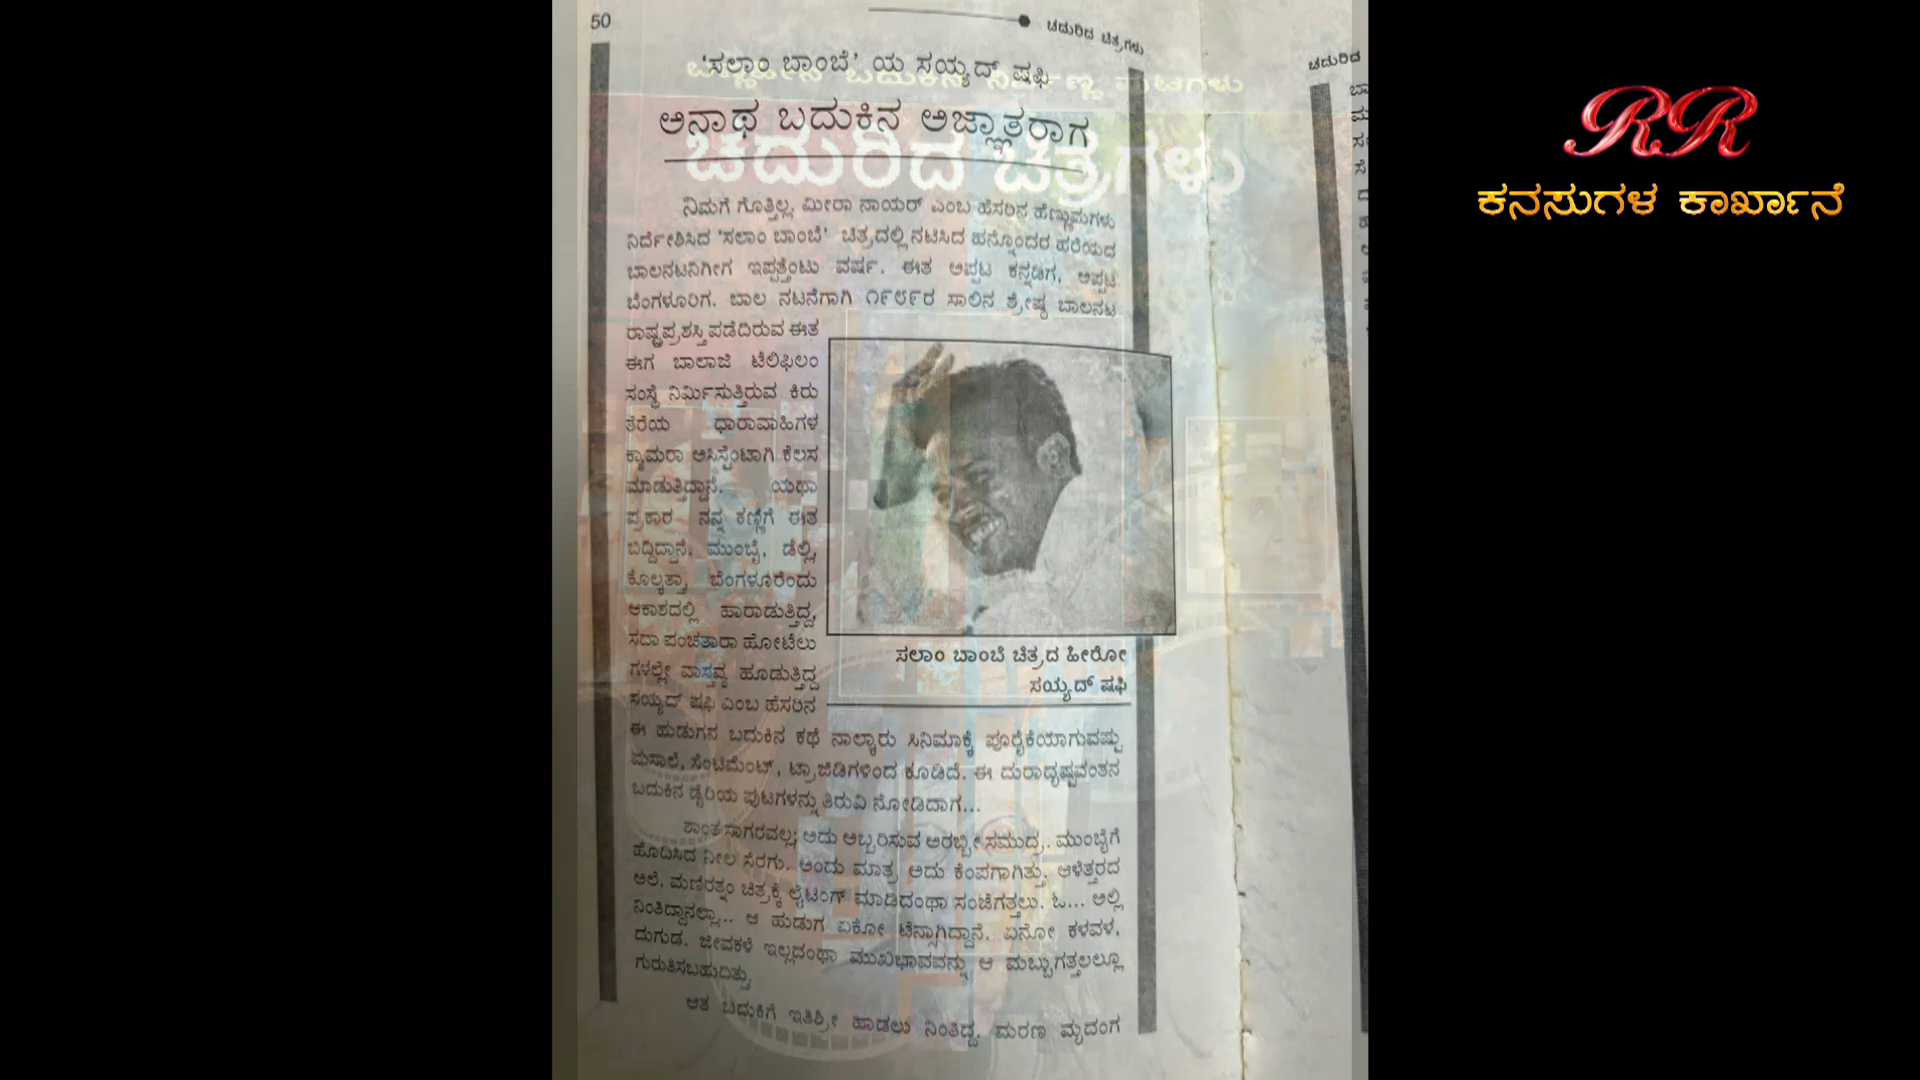 50
ಚದುರಿದ ಚಿತ್ರಗಳು
'ಸಲಾಂ ಬಾಂಬೆ' ಯ ಸಯ್ಯದ್ ಷಫಿ
ಅನಾಥ ಬದುಕಿನ ಅಜ್ಞಾತರಾಗ
ಚದುರಿದ ಚಿತ್ರಗಳು
ನಿಮಗೆ ಗೊತ್ತಿಲ್ಲ, ಮೀರಾ ನಾಯರ್ ಎಂಬ ಹೆಸರಿನ ಹೆಣ್ಣುಮಗಳು
ನಿರ್ದೇಶಿಸಿದ 'ಸಲಾಂ ಬಾಂಬೆ' ಚಿತ್ರದಲ್ಲಿ ನಟಿಸಿದ ಹನ್ನೊಂದರ ಹರೆಯದ
ಬಾಲನಟನಿಗೀಗ ಇಪ್ಪತ್ತೆಂಟು ವರ್ಷ. ಈತ ಅಪ್ಪಟ ಕನ್ನಡಿಗ, ಅಪ್ಪಟ
ಬೆಂಗಳೂರಿಗ. ಬಾಲ ನಟನೆಗಾಗಿ ೧೯೮೯ರ ಸಾಲಿನ ಶ್ರೇಷ್ಠ ಬಾಲನಟ
ರಾಷ್ಟ್ರಪ್ರಶಸ್ತಿ ಪಡೆದಿರುವ ಈತ
ಈಗ ಬಾಲಾಜಿ ಟೆಲಿಫಿಲಂ
ಸಂಸ್ಥೆ ನಿರ್ಮಿಸುತ್ತಿರುವ ಕಿರು
ತೆರೆಯ ಧಾರಾವಾಹಿಗಳ
ಕ್ಯಾಮರಾ ಅಸಿಸ್ಟೆಂಟಾಗಿ ಕೆಲಸ
ಮಾಡುತ್ತಿದ್ದಾನೆ. ಯಥಾ
ಪ್ರಕಾರ ನನ್ನ ಕಣ್ಣಿಗೆ ಈತ
ಬಿದ್ದಿದ್ದಾನೆ. ಮುಂಬೈ, ಡೆಲ್ಲಿ,
ಕೊಲ್ಕತ್ತಾ, ಬೆಂಗಳೂರೆಂದು
ಆಕಾಶದಲ್ಲಿ ಹಾರಾಡುತ್ತಿದ್ದ,
ಸದಾ ಪಂಚತಾರಾ ಹೋಟೆಲು
ಗಳಲ್ಲೇ ವಾಸ್ತವ್ಯ ಹೂಡುತ್ತಿದ್ದ
ಸಯ್ಯದ್ ಷಫಿ ಎಂಬ ಹೆಸರಿನ
ಸಲಾಂ ಬಾಂಬೆ ಚಿತ್ರದ ಹೀರೋ
ಸಯ್ಯದ್ ಷಫಿ
ಈ ಹುಡುಗನ ಬದುಕಿನ ಕಥೆ ನಾಲ್ಕಾರು ಸಿನಿಮಾಕ್ಕೆ ಪೂರೈಕೆಯಾಗುವಷ್ಟು
ಮಸಾಲೆ, ಸೆಂಟಿಮೆಂಟ್, ಟ್ರಾಜಿಡಿಗಳಿಂದ ಕೂಡಿದೆ. ಈ ದುರಾದೃಷ್ಟವಂತನ
ಬದುಕಿನ ಡೈರಿಯ ಪುಟಗಳನ್ನು ತಿರುವಿ ನೋಡಿದಾಗ...
ಶಾಂತ ಸಾಗರವಲ್ಲ; ಅದು ಅಬ್ಬರಿಸುವ ಅರಬ್ಬೀ ಸಮುದ್ರ. ಮುಂಬೈಗೆ
ಹೊದಿಸಿದ ನೀಲ ಸೆರಗು. ಅಂದು ಮಾತ್ರ ಅದು ಕೆಂಪಗಾಗಿತ್ತು. ಆಳೆತ್ತರದ
ಅಲೆ. ಮಣಿರತ್ನಂ ಚಿತ್ರಕ್ಕೆ ಲೈಟಿಂಗ್ ಮಾಡಿದಂಥಾ ಸಂಜೆಗತ್ತಲು. ಓ... ಅಲ್ಲಿ
ನಿಂತಿದ್ದಾನಲ್ಲಾ... ಆ ಹುಡುಗ ಏಕೋ ಟೆನ್ಸಾಗಿದ್ದಾನೆ. ಏನೋ ಕಳವಳ,
ದುಗುಡ. ಜೀವಕಳೆ ಇಲ್ಲದಂಥಾ ಮುಖಭಾವವನ್ನು ಆ ಮಬ್ಬುಗತ್ತಲಲ್ಲೂ
ಗುರುತಿಸಬಹುದಿತ್ತು.
ಆತ ಬದುಕಿಗೆ ಇತಿಶ್ರೀ ಹಾಡಲು ನಿಂತಿದ್ದ. ಮರಣ ಮೃದಂಗ
ಚದುರಿದ
RR
ಕನಸುಗಳ ಕಾರ್ಖಾನೆ